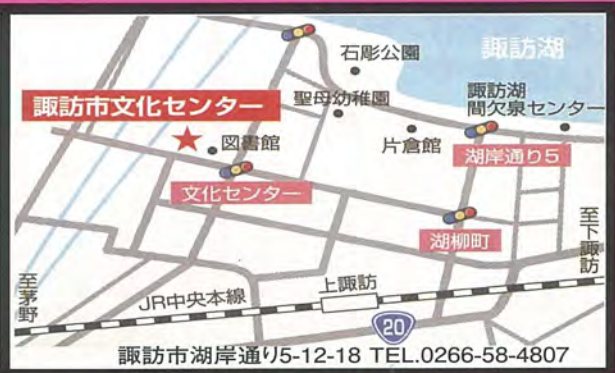 石彫公園
諏訪湖
諏訪市文化センター
聖母幼稚園
諏訪湖
間欠泉センター
図書館
片倉館
湖岸通り5
文化センター
湖柳町
至茅野
JR中央本線
上諏訪
至下諏訪
20
諏訪市湖岸通り5-12-18 TEL.0266-58-4807